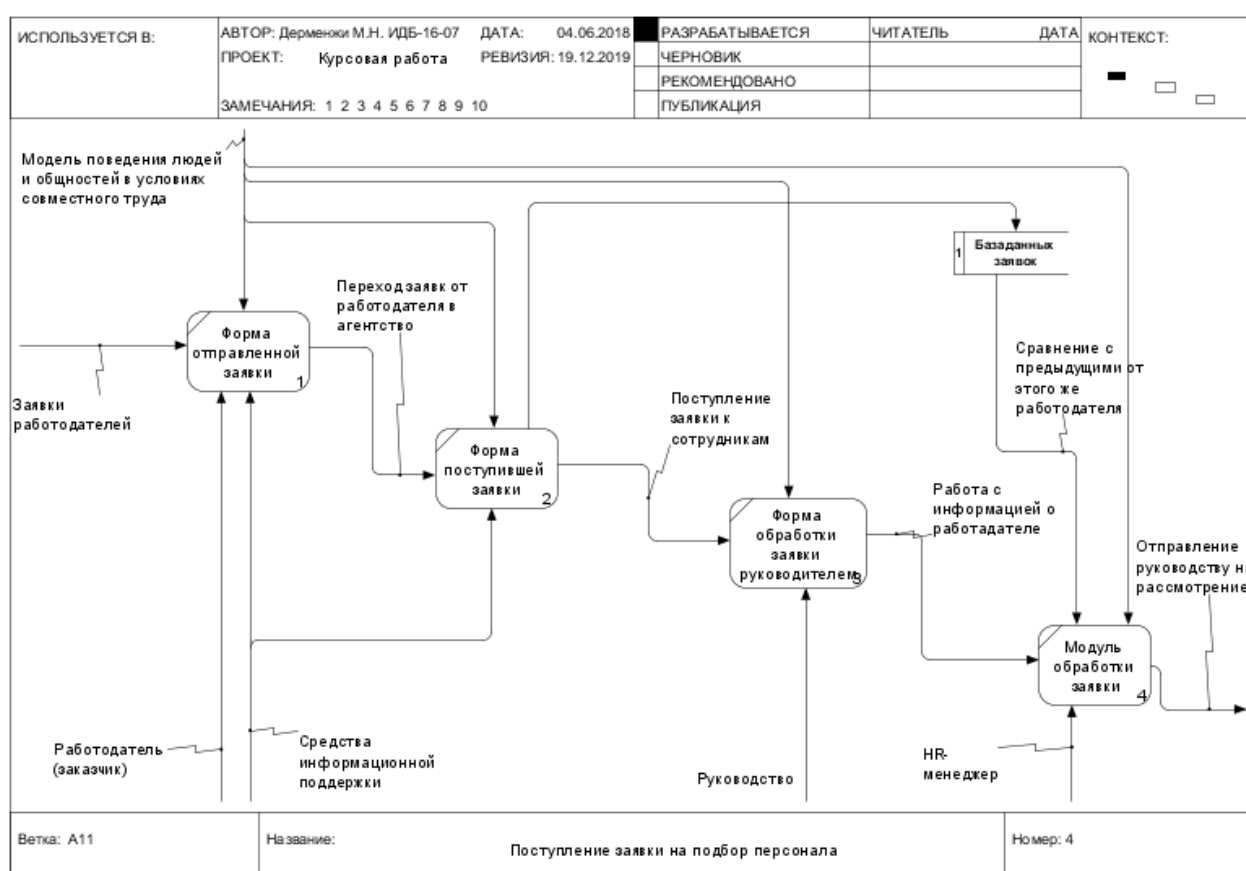 ИСПОЛЬЗУЕТСЯ В:
АВТОР: Дерменжи М.Н. ИДБ-16-07
ДАТА: 04.06.2018
ПРОЕКТ: Курсовая работа
РЕВИЗИЯ: 19.12.2019
ЗАМЕЧАНИЯ: 1 2 3 4 5 6 7 8 9 10
РАЗРАБАТЫВАЕТСЯ
ЧЕРНОВИК
РЕКОМЕНДОВАНО
ПУБЛИКАЦИЯ
ЧИТАТЕЛЬ
ДАТА
КОНТЕКСТ:
Модель поведения людей
и общностей в условиях
совместного труда
1
Базаданных
заявок
Переход заявк от
работодателя в
агентство
Форма
отправленной
заявки
1
Заявки
работодателей
Сравнение с
предыдущими от
этого же
работодателя
Поступление
заявки к
сотрудникам
Форма
поступившей
заявки
2
Работа с
информацией о
работадателе
Форма
обработки
заявки
руководителем
3
Отправление
руководству на
рассмотрение
Модуль
обработки
заявки
4
Работодатель
(заказчик)
Средства
информационной
поддержки
Руководство
HR-
менеджер
Ветка: A11
Название:
Поступление заявки на подбор персонала
Номер: 4